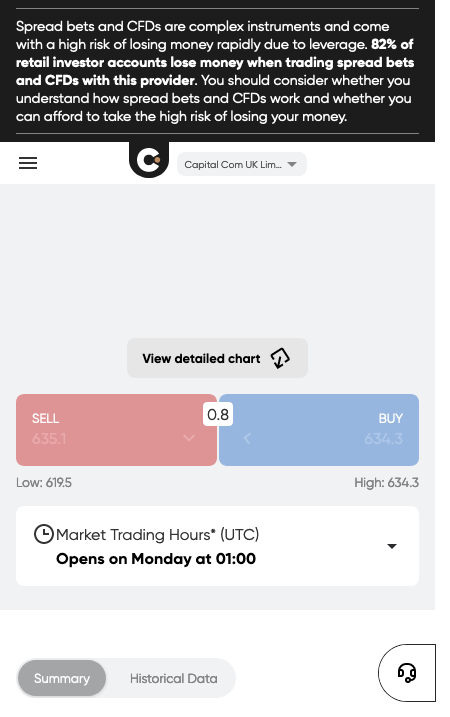 Spread bets and CFDs are complex instruments and come
with a high risk of losing money rapidly due to leverage. 82% of
retail investor accounts lose money when trading spread bets
and CFDs with this provider. You should consider whether you
understand how spread bets and CFDs work and whether you
can afford to take the high risk of losing your money.
Capital Com UK Lim...
View detailed chart
SELL
635.1
0.8
BUY
634.3
Low: 619.5
High: 634.3
Market Trading Hours* (UTC)
Opens on Monday at 01:00
Summary
Historical Data